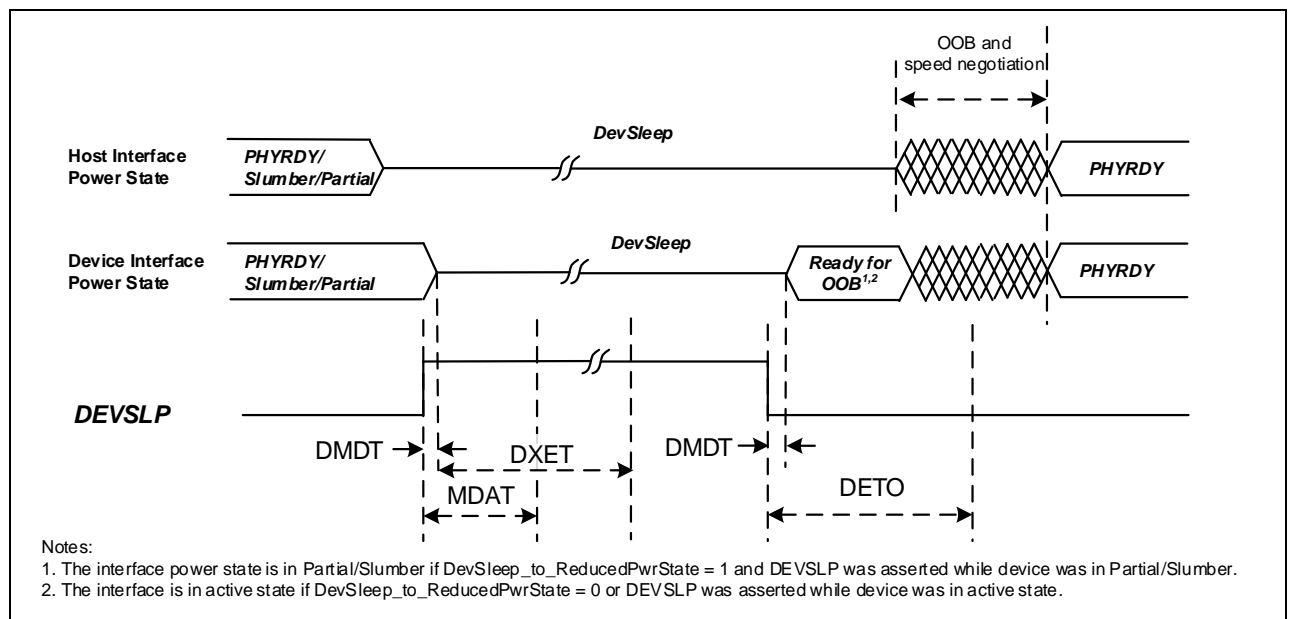 OOB and
speed negotiation
DevSleep
Host Interface
Power State
PHYRDY/
Slumber/Partial
PHYRDY
DevSleep
Device Interface
Power State
PHYRDY/
Slumber/Partial
Ready for
OOB1,2
PHYRDY
DEVSLP
DMDT
DXET
DMDT
MDAT
DETO
Notes:
1. The interface power state is in Partial/Slumber if DevSleep_to_ReducedPwrState = 1 and DEVSLP was asserted while device was in Partial/Slumber.
2. The interface is in active state if DevSleep_to_ReducedPwrState = 0 or DEVSLP was asserted while device was in active state.